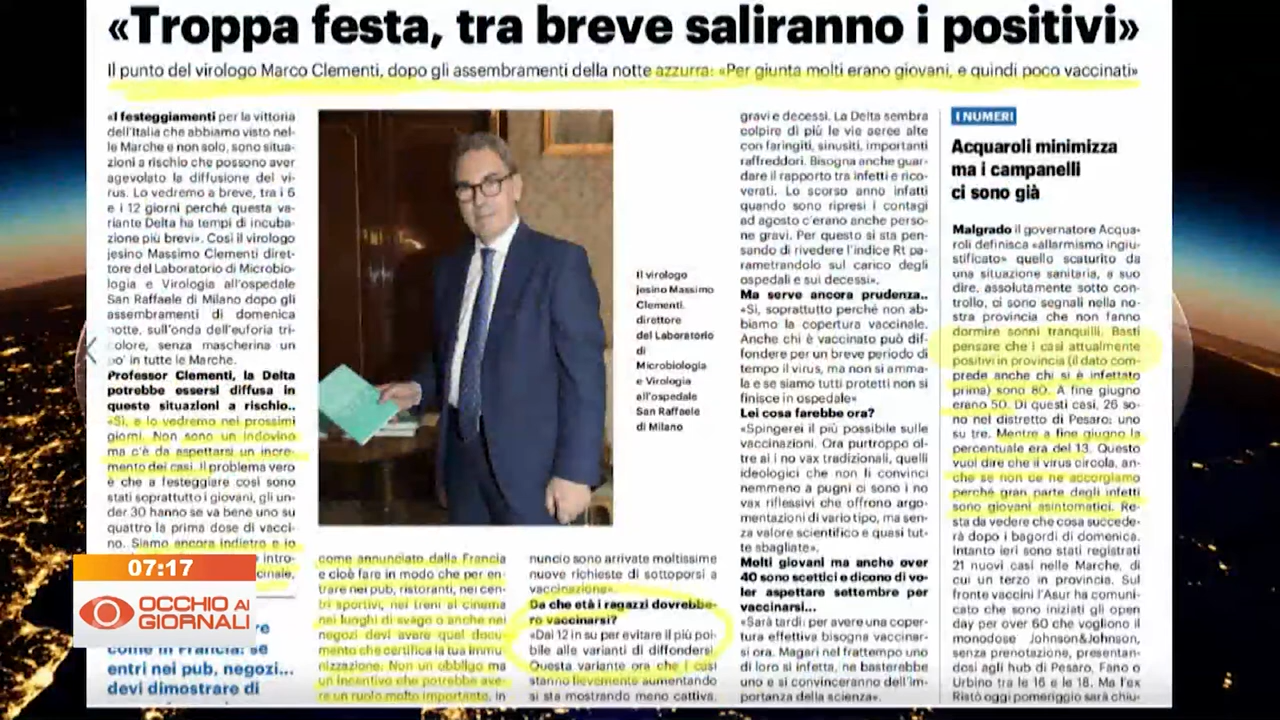 «Troppa festa, tra breve saliranno i positivi»
Il punto del virologo Marco Clementi, dopo gli assembramenti della notte azzurra: «Per giunta molti erano giovani, e quindi poco vaccinati»
«I festeggiamenti per la vittoria
dell'Italia che abbiamo visto nel-
le Marche e non solo, sono situa-
zioni a rischio che possono aver
agevolato la diffusione del vi-
rus. Lo vedremo a breve, tra i 6
e i 12 giorni perché questa va-
riante Delta ha tempi di incuba-
zione più brevi». Così il virologo
jesino Massimo Clementi diret-
tore del Laboratorio di Microbio-
logia e Virologia all'ospedale
San Raffaele di Milano dopo gli
assembramenti di domenica
notte, sull'onda dell'euforia tri-
colore, senza mascherina un
po' in tutte le Marche.
Professor Clementi, la Delta
potrebbe essersi diffusa in
queste situazioni a rischio..
«Sì, e lo vedremo nei prossimi
giorni. Non sono un indovino
ma c'è da aspettarsi un incre-
mento dei casi. Il problema vero
è che a festeggiare così sono
stati soprattutto i giovani, gli un-
der 30 hanno se va bene uno su
quattro la prima dose di vacci-
no. Siamo ancora indietro e io
intro-
cinale,
07:17
OCCHIO AI
GIORNALI
re
come in Francia: se
entri nei pub, negozi...
devi dimostrare di
Il virologo
jesino Massimo
Clementi.
direttore
del Laboratorio
di
Microbiologia
e Virologia
all'ospedale
San Raffaele
di Milano
come annunciato dalla Francia
e cioè fare in modo che per en-
trare nei pub, ristoranti, nei cen-
tri sportivi, nei treni al cinema
nei luoghi di svago o anche nei
negozi devi avere quel docu-
mento che certifica la tua immu-
nizzazione. Non un obbligo ma
un incentivo che potrebbe ave-
re un ruolo molto importante. In
nuncio sono arrivate moltissime
nuove richieste di sottoporsi a
vaccinazione».
Da che età i ragazzi dovrebbe-
ro vaccinarsi?
«Dai 12 in su per evitare il più pos-
bile alle varianti di diffondersi.
Questa variante ora che i casi
stanno lievemente aumentando
si sta mostrando meno cattiva.
gravi e decessi. La Delta sembra
colpire di più le vie aeree alte
con faringiti, sinusiti, importanti
raffreddori. Bisogna anche guar-
dare il rapporto tra infetti e rico-
verati. Lo scorso anno infatti
quando sono ripresi i contagi
ad agosto c'erano anche perso-
ne gravi. Per questo si sta pen-
sando di rivedere l'indice Rt pa-
rametrandolo sul carico degli
ospedali e sui decessi».
Ma serve ancora prudenza..
«Sì, soprattutto perché non ab-
biamo la copertura vaccinale.
Anche chi è vaccinato può dif-
fondere per un breve periodo di
tempo il virus, ma non si amma-
la e se siamo tutti protetti non si
finisce in ospedale»
Lei cosa farebbe ora?
«Spingerei il più possibile sulle
vaccinazioni. Ora purtroppo ol-
tre ai no vax tradizionali, quelli
ideologici che non li convinci
nemmeno a pugni ci sono i no
vax riflessivi che offrono argo-
mentazioni di vario tipo, ma sen-
za valore scientifico e quasi tut-
te sbagliate».
Molti giovani ma anche over
40 sono scettici e dicono di vo-
ler aspettare settembre per
vaccinarsi...
«Sarà tardi: per avere una coper-
tura effettiva bisogna vaccinar-
si ora. Magari nel frattempo uno
di loro si infetta, ne basterebbe
uno e si convinceranno dell'im-
portanza della scienza».
I NUMERI
Acquaroli minimizza
ma i campanelli
ci sono già
Malgrado il governatore Acqua-
roli definisca «allarmismo ingiu-
stificato» quello scaturito da
una situazione sanitaria, a suo
dire, assolutamente sotto con-
trollo, ci sono segnali nella no-
stra provincia che non fanno
dormire sonni tranquilli. Basti
pensare che i casi attualmente
positivi in provincia (il dato com-
prede anche chi si è infettato
prima) sono 80. A fine giugno
erano 50. Di questi casi, 26 so-
no nel distretto di Pesaro: uno
su tre. Mentre a fine giugno la
percentuale era del 13. Questo
vuol dire che il virus circola, an-
che se non ce ne accorgiamo
perché gran parte degli infetti
sono giovani asintomatici. Re-
sta da vedere che cosa succede-
rà dopo i bagordi di domenica.
Intanto ieri sono stati registrati
21 nuovi casi nelle Marche, di
cui un terzo in provincia. Sul
fronte vaccini l'Asur ha comuni-
cato che sono iniziati gli open
day per over 60 che vogliono il
monodose Johnson&Johnson,
senza prenotazione, presentan-
dosi agli hub di Pesaro, Fano o
Urbino tra le 16 e le 18. Ma l'ex
Ristò oggi pomeriggio sarà chiu-